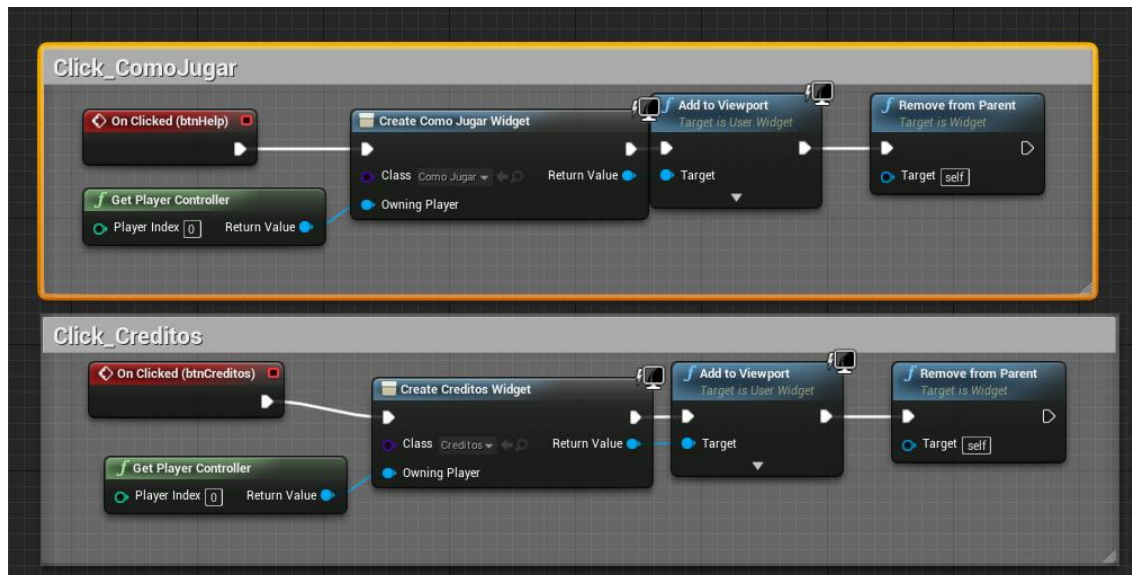 Click_ComoJugar
On Clicked (btnHelp)
Create Como Jugar Widget
f Add to Viewport
Target is User Widget
f Remove from Parent
Target is Widget
Class Como Jugar Return Value
Target
Target self
f Get Player Controller
Owning Player
Player Index 0 Return Value
Click_Creditos
On Clicked (btnCreditos)
Create Creditos Widget
f Add to Viewport
Target is User Widget
f Remove from Parent
Target is Widget
Class Creditos Return Value
Target
Target self
f Get Player Controller
Owning Player
Player Index 0 Return Value